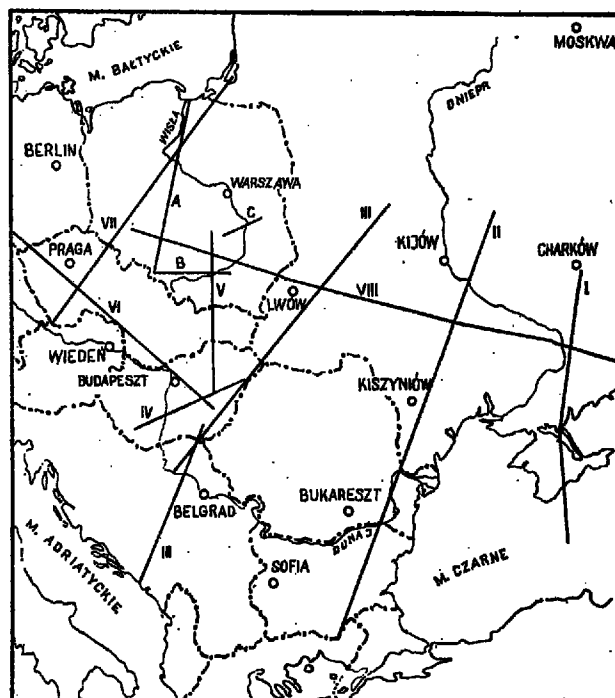 MOSKWA
M. BAŁTYCKIE
DNIEPR
WISŁA
BERLIN
WARSZAWA
A
C
III
II
VII
KIJÓW
CHARKÓW
PRAGA
B
V
I
VI
LWÓW
VIII
WIEDEŃ
BUDAPESZT
KISZYNIÓW
IV
BELGRAD
BUKARESZT
DUNAJ
M. ADRIATYCKIE
III
SOFIA
M. CZARNE